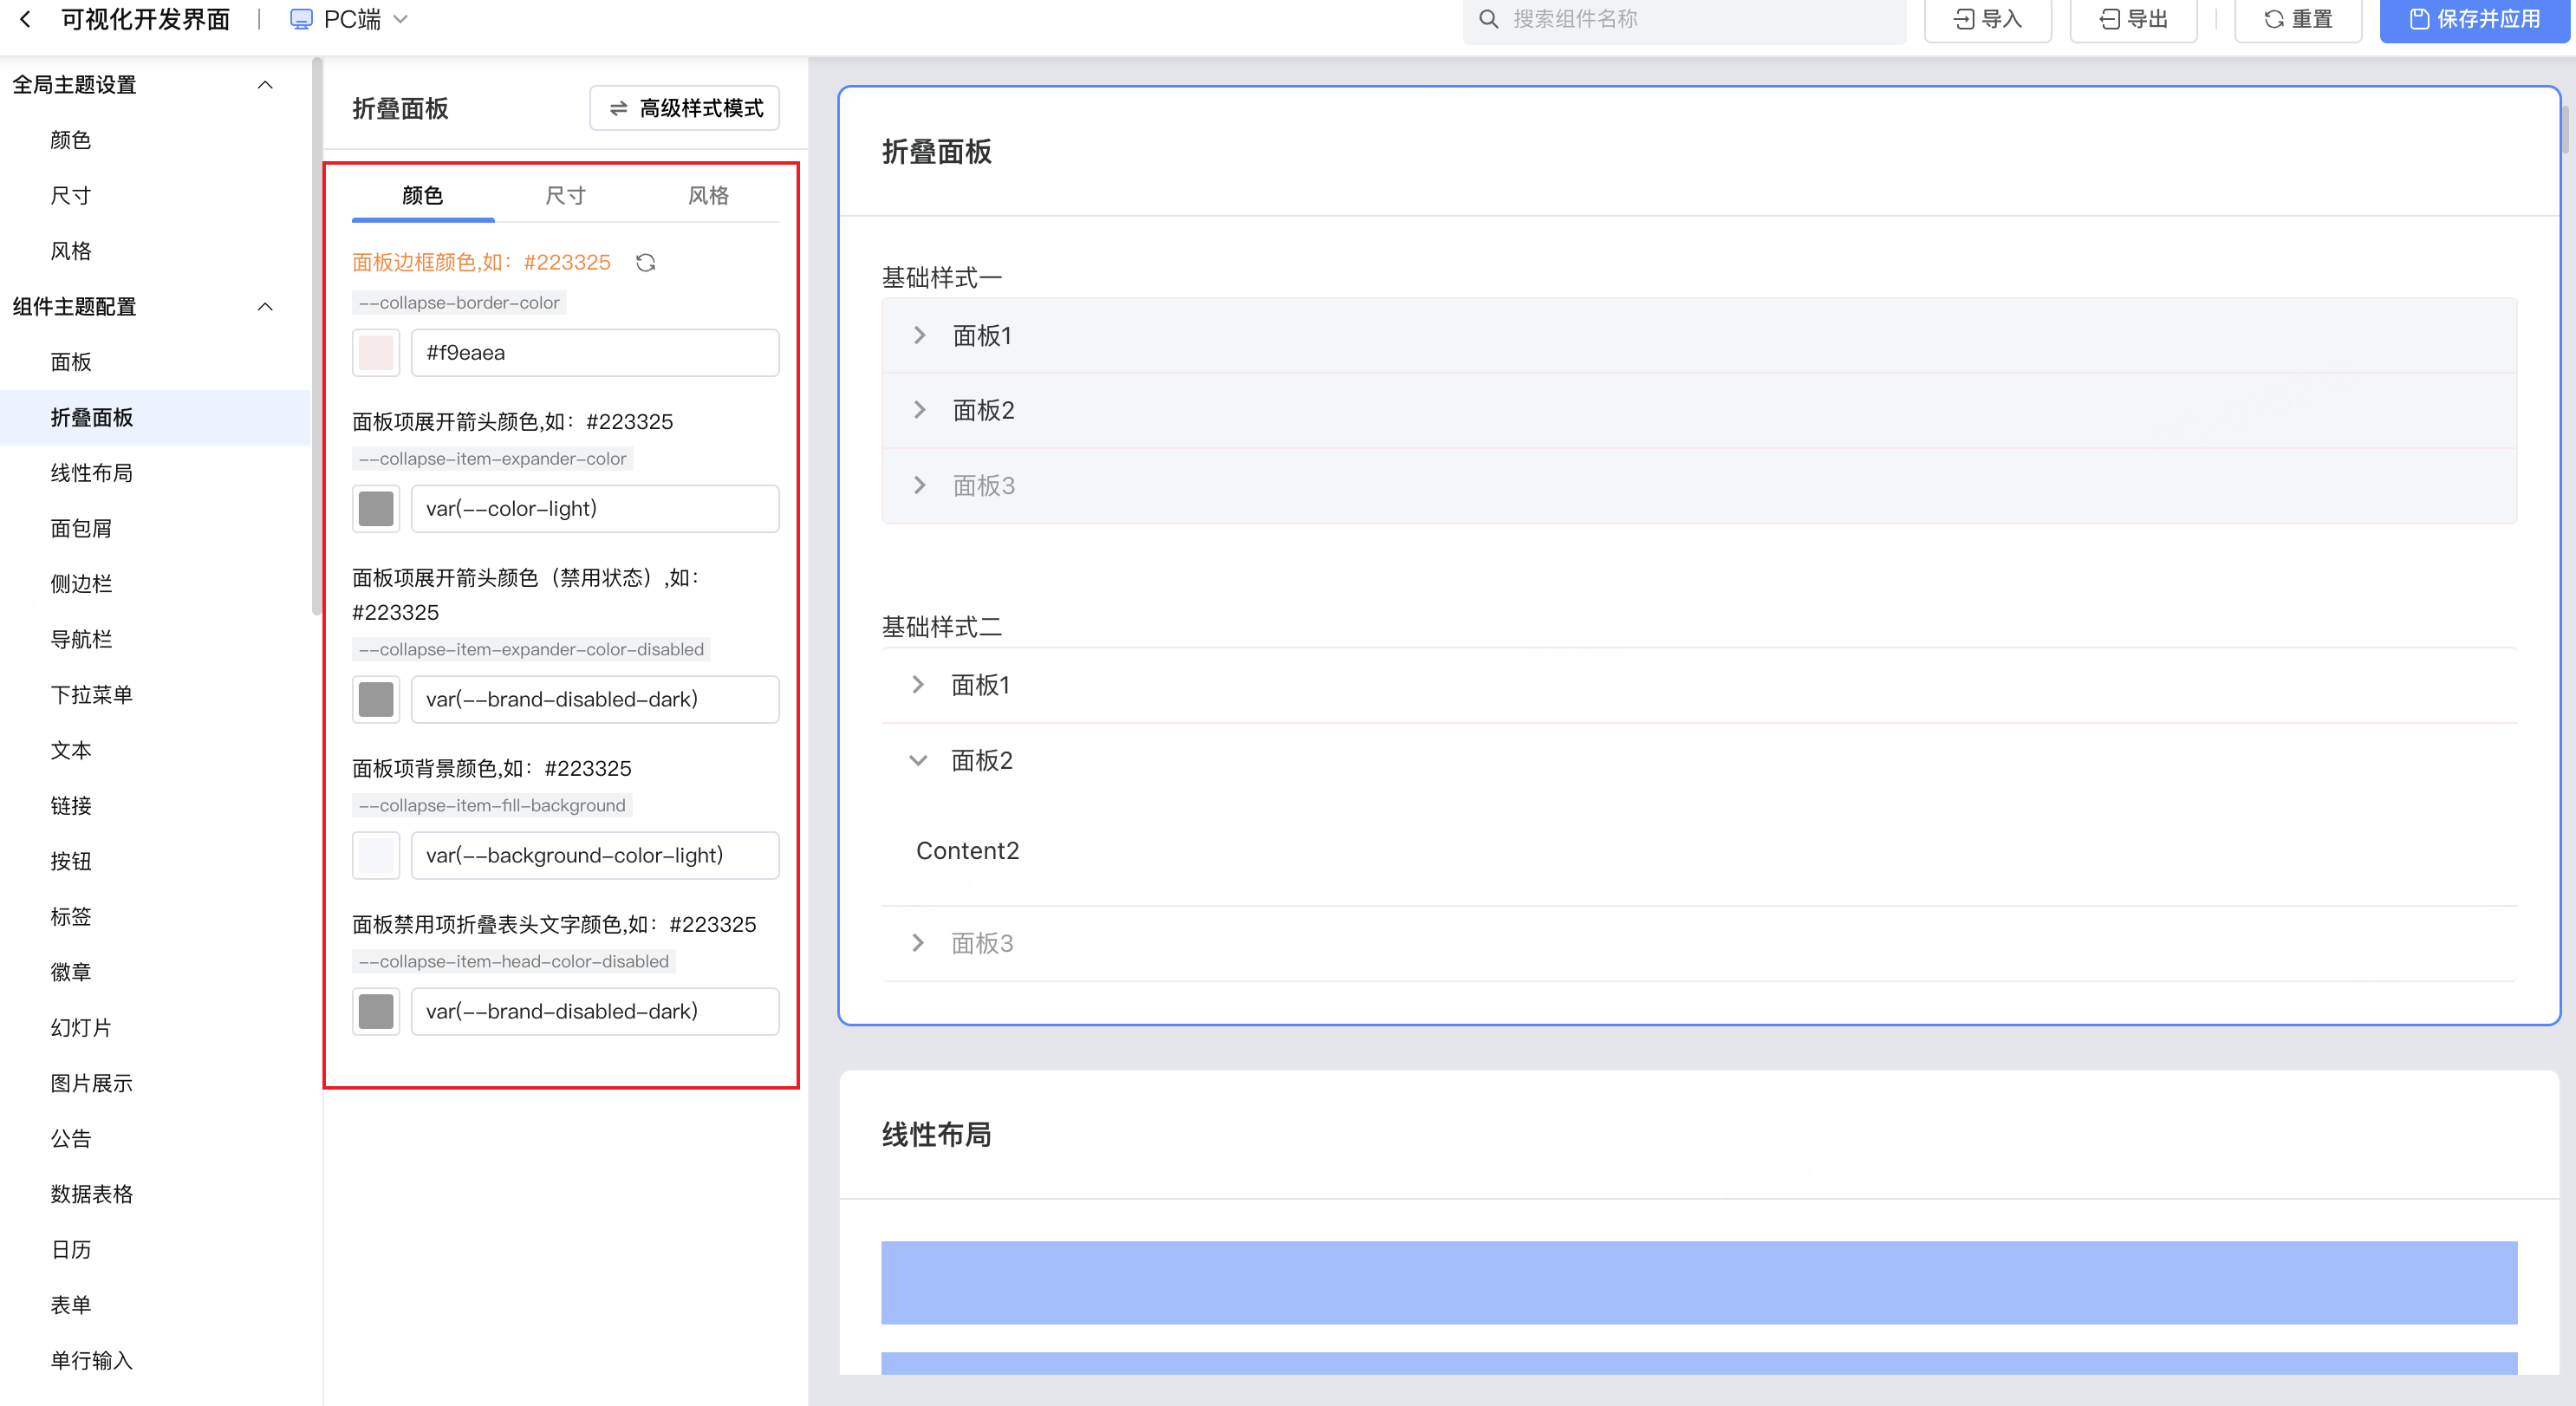 可视化开发界面
PC端
搜索组件名称
导入
导出
重置
保存并应用
全局主题设置
颜色
尺寸
风格
组件主题配置
面板
折叠面板
线性布局
面包屑
侧边栏
导航栏
下拉菜单
文本
链接
按钮
标签
徽章
幻灯片
图片展示
公告
数据表格
日历
表单
单行输入
折叠面板
高级样式模式
颜色 尺寸 风格
面板边框颜色,如：#223325
--collapse-border-color
#f9eaea
面板项展开箭头颜色,如：#223325
--collapse-item-expander-color
var(--color-light)
面板项展开箭头颜色（禁用状态）,如：
#223325
--collapse-item-expander-color-disabled
var(--brand-disabled-dark)
面板项背景颜色,如：#223325
--collapse-item-fill-background
var(--background-color-light)
面板禁用项折叠表头文字颜色,如：#223325
--collapse-item-head-color-disabled
var(--brand-disabled-dark)
折叠面板
基础样式一
面板1
面板2
面板3
基础样式二
面板1
面板2
Content2
面板3
线性布局